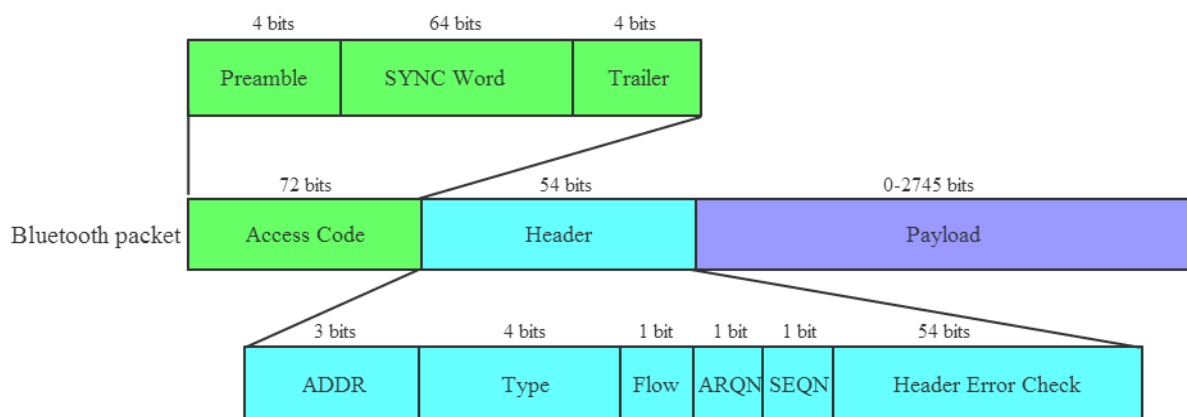 4 bits 64 bits 4 bits
Preamble SYNC Word Trailer
72 bits 54 bits 0-2745 bits
Bluetooth packet Access Code Header Payload
3 bits 4 bits 1 bit 1 bit 1 bit 54 bits
ADDR Type Flow ARQN SEQN Header Error Check